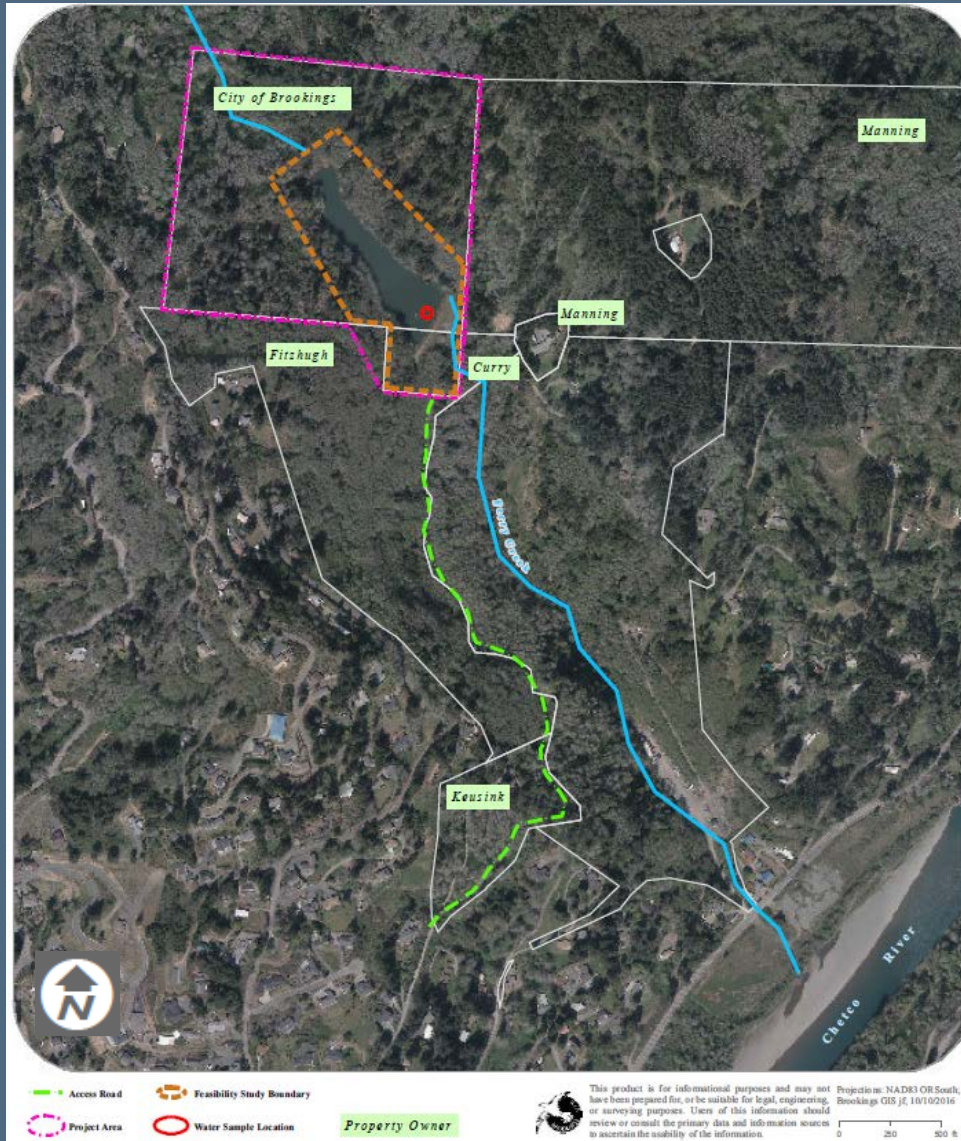 City of Brookings
Manning
Manning
Fitzhugh
Curry
Ferry Creek
Keusink
Chetco River
N
Access Road
Feasibility Study Boundary
Project Area
Water Sample Location
Property Owner
This product is for informational purposes and may not
have been prepared for, or be suitable for legal, engineering,
or surveying purposes. Users of this information should
review or consult the primary data and information sources
to ascertain the usability of the information.
Projections: NAD83 OR South;
Brookings GIS jf, 10/10/2016
0 250 500 ft